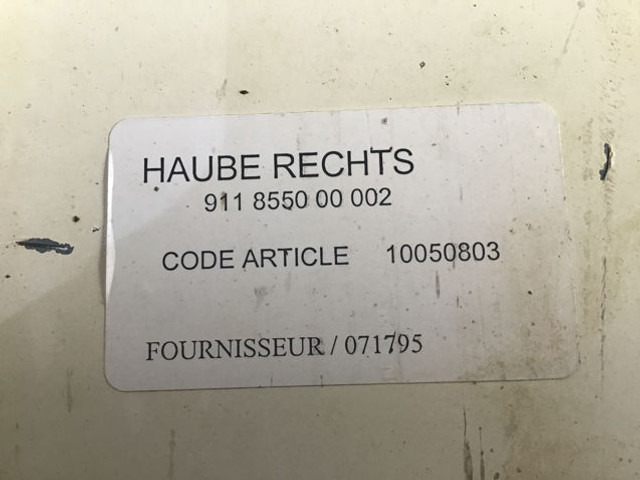 HAUBE RECHTS
911 8550 00 002
CODE ARTICLE 10050803
FOURNISSEUR / 071795